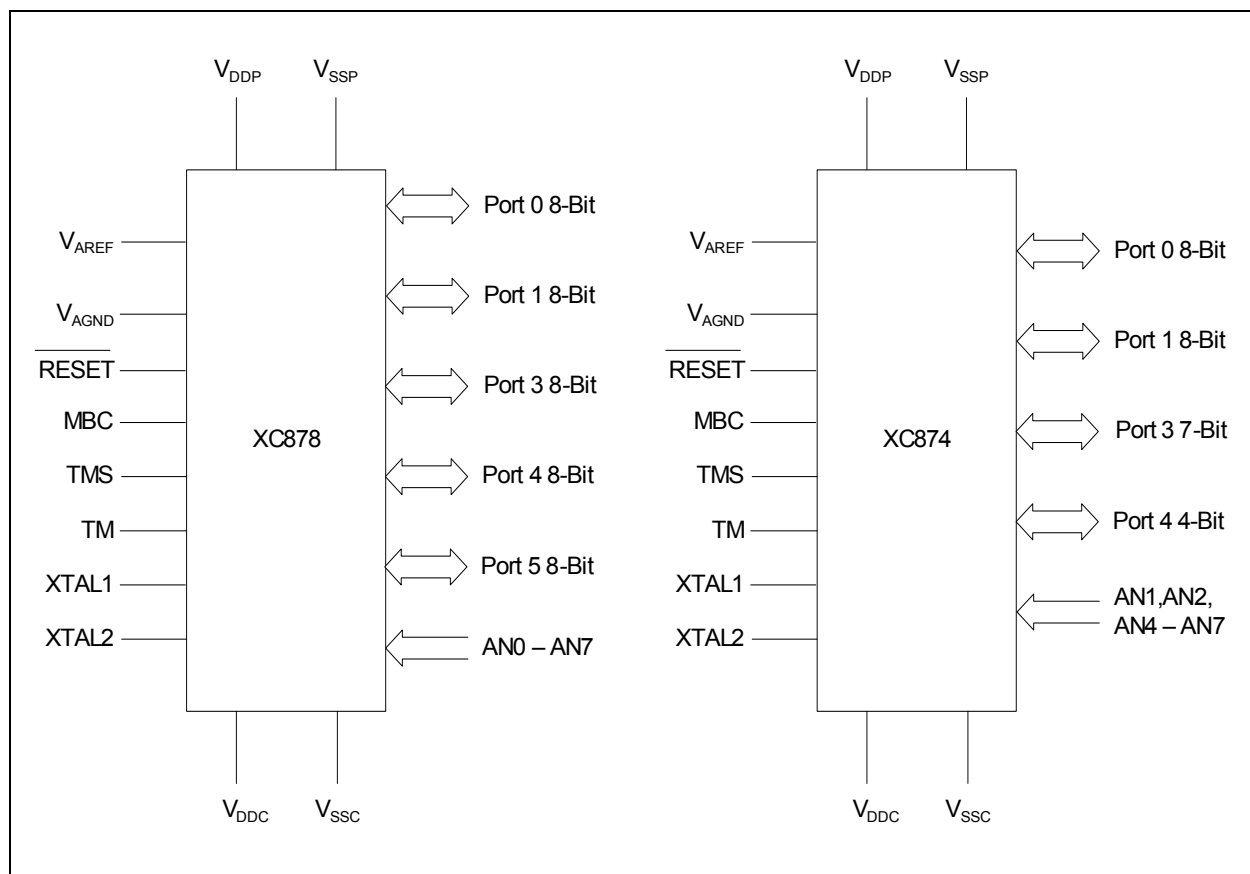 VDDP
VSSP
VAREF
VAGND
RESET
MBC
TMS
TM
XTAL1
XTAL2
XC878
Port 0 8-Bit
Port 1 8-Bit
Port 3 8-Bit
Port 4 8-Bit
Port 5 8-Bit
AN0 – AN7
VDDC
VSSC
VDDP
VSSP
VAREF
VAGND
RESET
MBC
TMS
TM
XTAL1
XTAL2
XC874
Port 0 8-Bit
Port 1 8-Bit
Port 3 7-Bit
Port 4 4-Bit
AN1,AN2,
AN4 – AN7
VDDC
VSSC